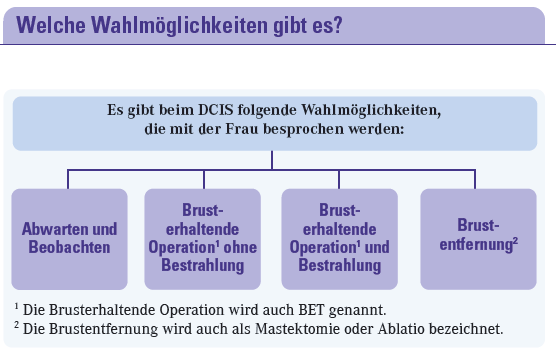 Welche Wahlmöglichkeiten gibt es?
Es gibt beim DCIS folgende Wahlmöglichkeiten,
die mit der Frau besprochen werden:
Abwarten und
Beobachten
Brust-
erhaltende
Operation¹ ohne
Bestrahlung
Brust-
erhaltende
Operation¹ und
Bestrahlung
Brust-
entfernung²
¹ Die Brusterhaltende Operation wird auch BET genannt.
² Die Brustentfernung wird auch als Mastektomie oder Ablatio bezeichnet.